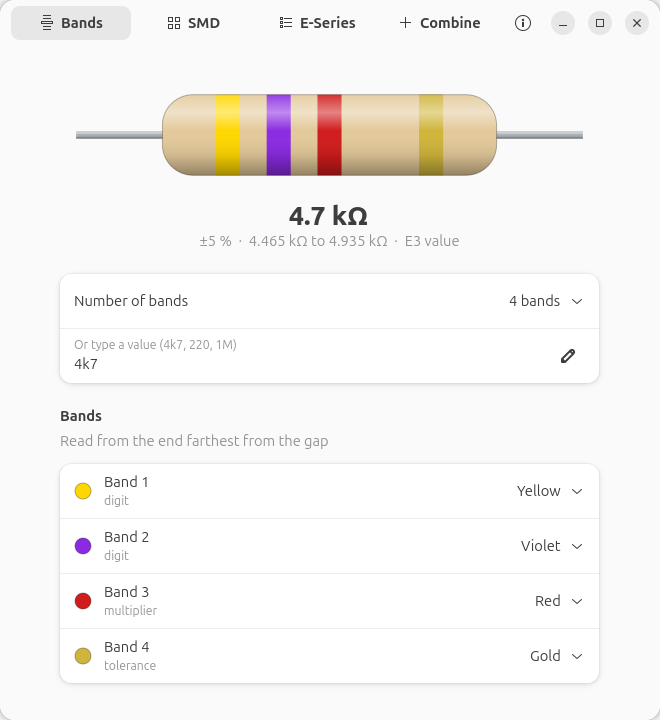 Bands SMD E-Series Combine
4.7 kΩ
±5 % · 4.465 kΩ to 4.935 kΩ · E3 value
Number of bands 4 bands
Or type a value (4k7, 220, 1M)
4k7
Bands
Read from the end farthest from the gap
Band 1
digit
Yellow
Band 2
digit
Violet
Band 3
multiplier
Red
Band 4
tolerance
Gold